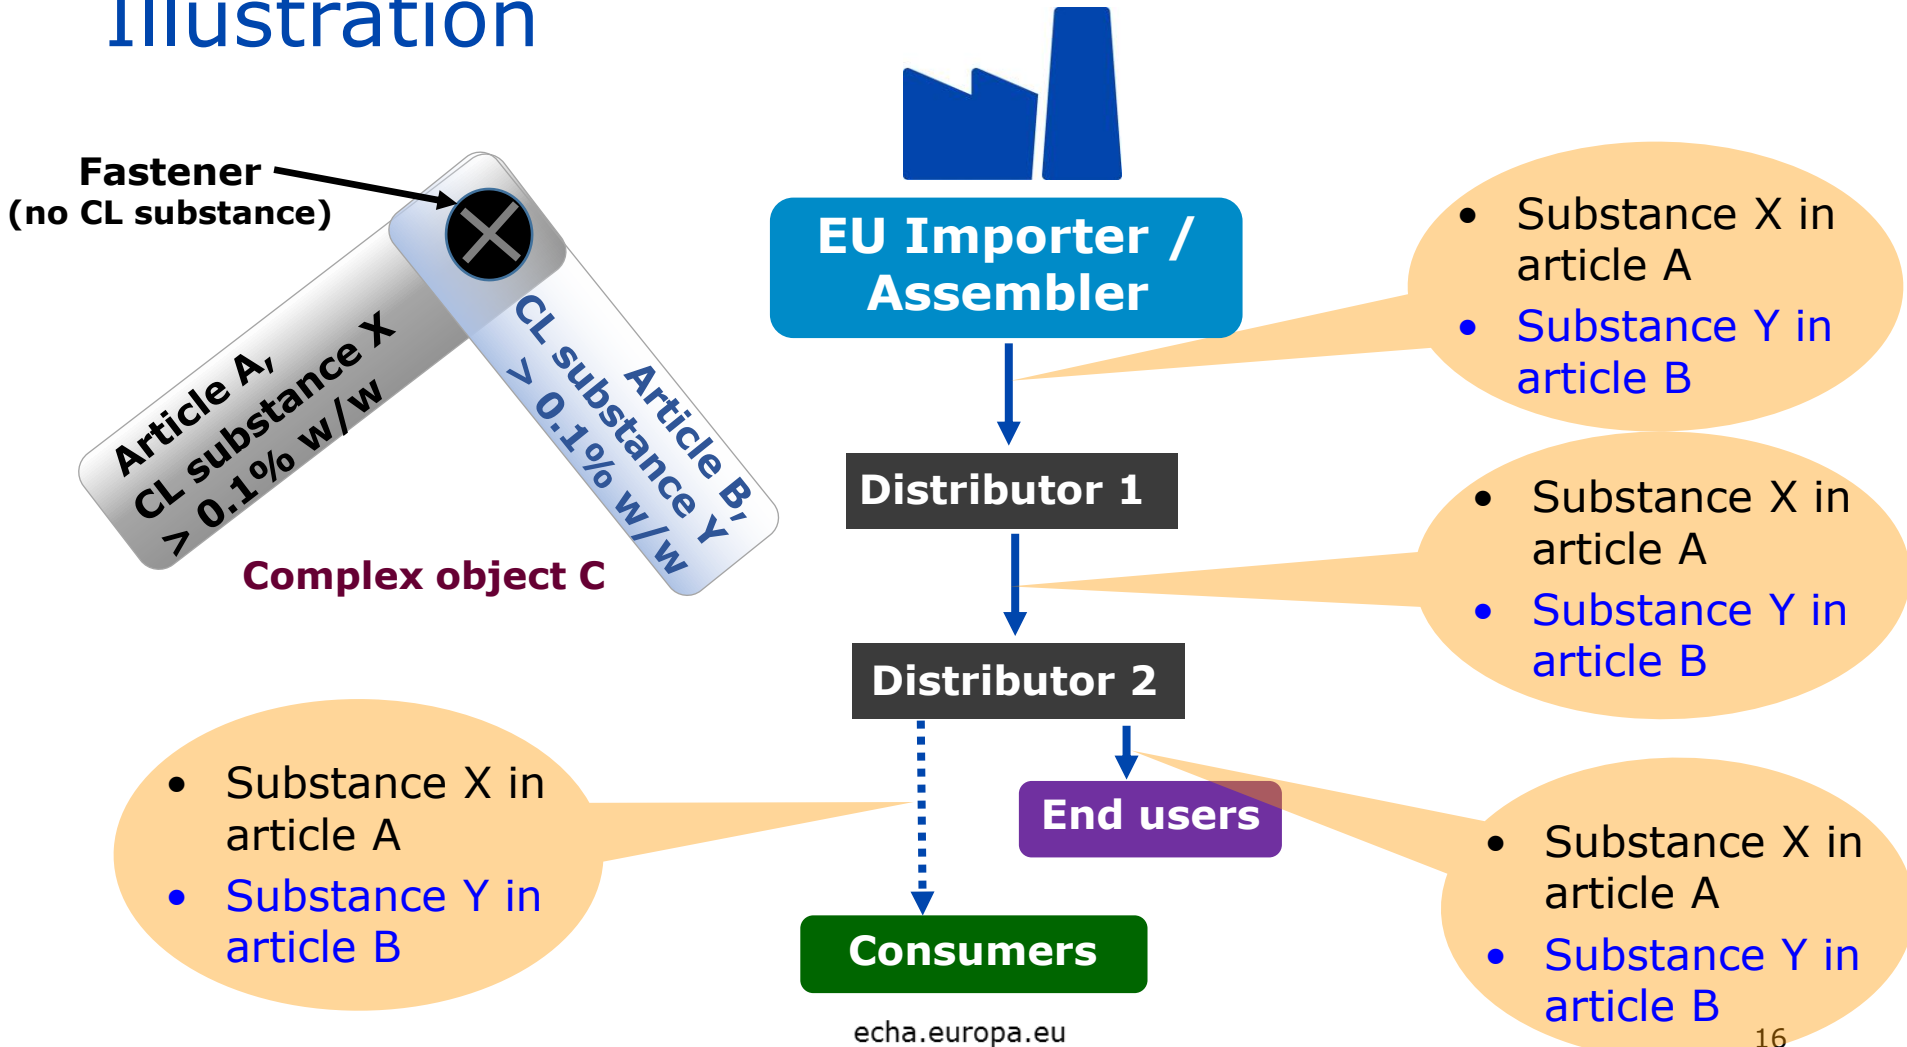 Illustration
Fastener
(no CL substance)
Article A,
CL substance X
> 0.1% w/w
Article B,
CL substance Y
> 0.1% w/w
Complex object C
EU Importer /
Assembler
• Substance X in
article A
• Substance Y in
article B
Distributor 1
• Substance X in
article A
• Substance Y in
article B
Distributor 2
• Substance X in
article A
• Substance Y in
article B
End users
• Substance X in
article A
• Substance Y in
article B
Consumers
echa.europa.eu
16